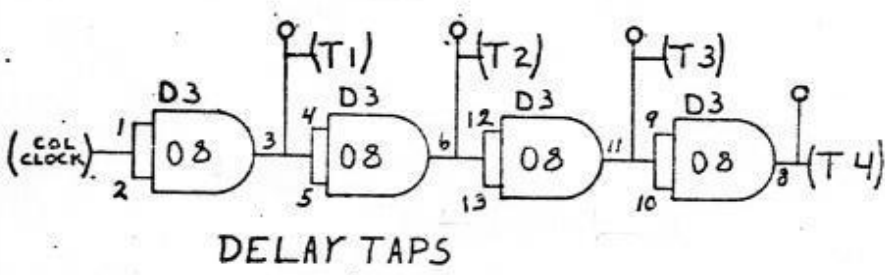 (T1) (T2) (T3)
D3 D3 D3 D3
1 4 12 9
(COL CLOCK) 08 3 08 6 08 11 08 8 (T4)
2 5 13 10
DELAY TAPS